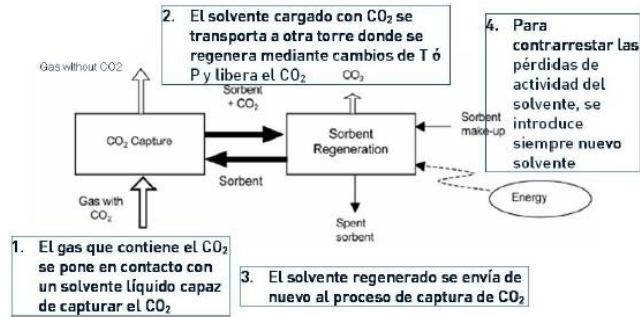 2. El solvente cargado con CO₂ se
transporta a otra torre donde se
regenera mediante cambios de T ó
P y libera el CO₂
4. Para
contrarrestar las
pérdidas de
actividad del
solvente, se
introduce
siempre nuevo
solvente
Gas without CO2
CO₂
Sorbent
+ CO₂
CO₂ Capture
Sorbent
Regeneration
Sorbent
make-up
Sorbent
Energy
Gas with
CO₂
Spent
sorbent
1. El gas que contiene el CO₂
se pone en contacto con
un solvente líquido capaz
de capturar el CO₂
3. El solvente regenerado se envía de
nuevo al proceso de captura de CO₂